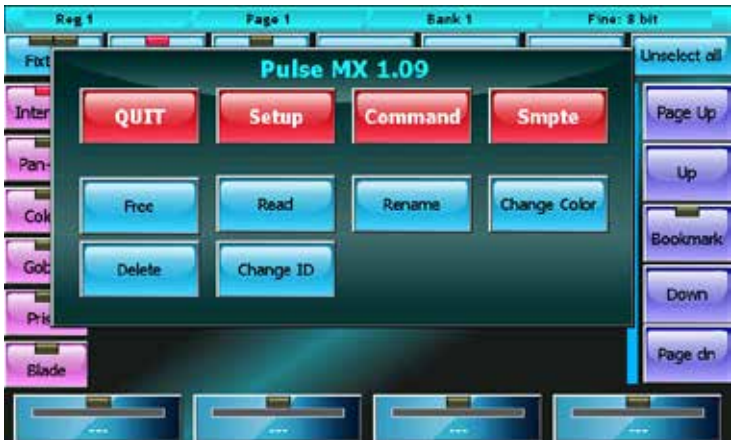 Reg 1 Page 1 Bank 1 Fine: 8 bit
Unselect all
Pulse MX 1.09
QUIT Setup Command Smpte
Page Up
Up
Free Read Rename Change Color
Bookmark
Delete Change ID
Down
Page dn
Blade
--- --- --- ---